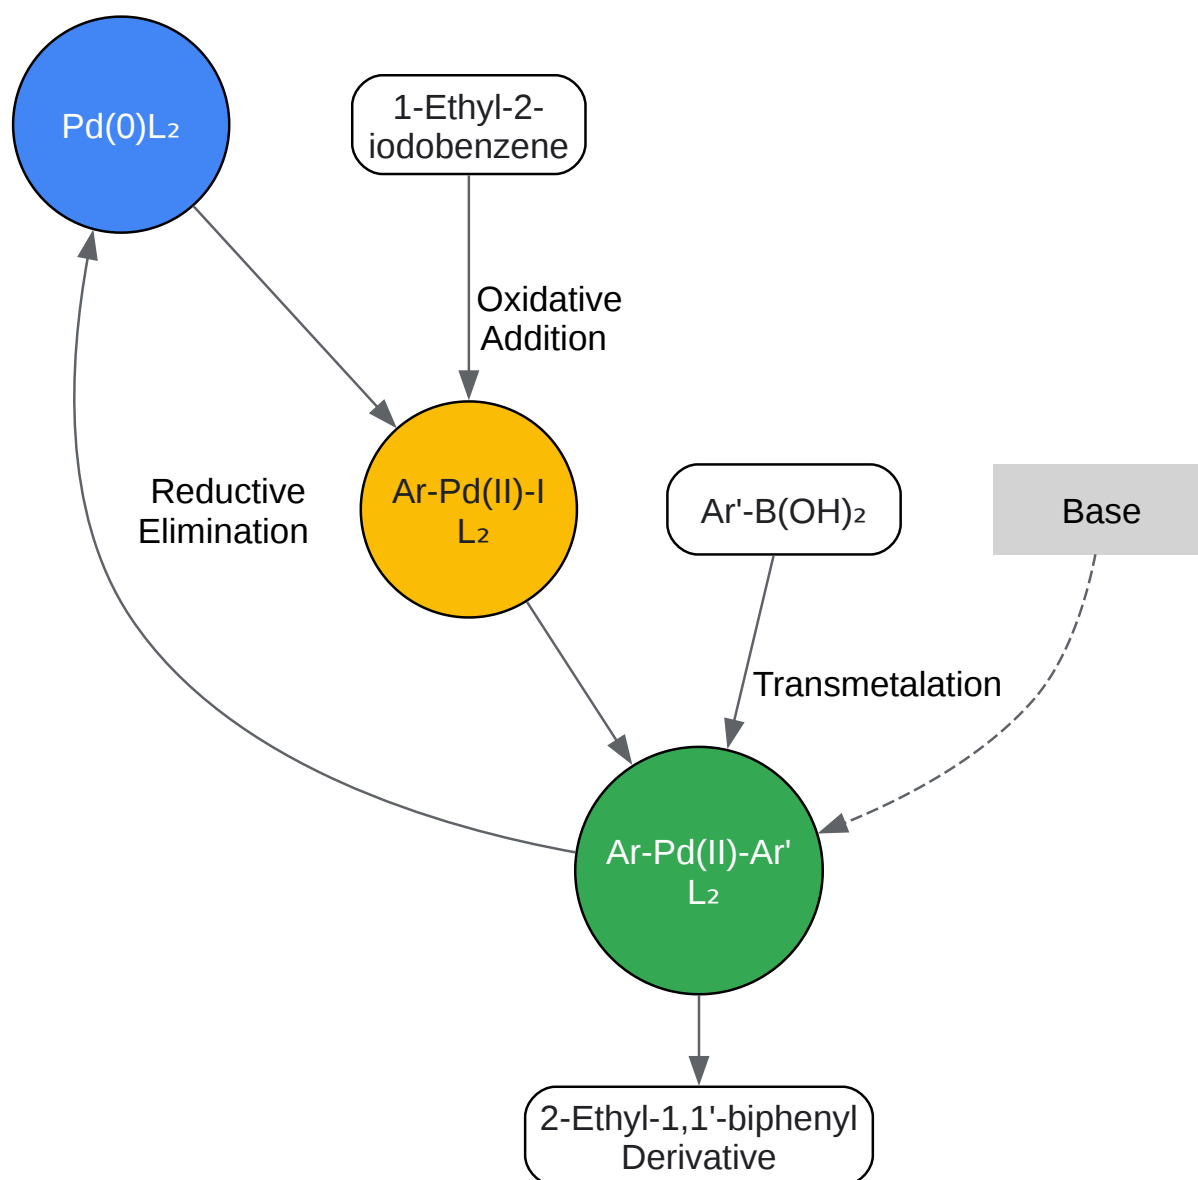 Pd(0)L₂
1-Ethyl-2-
iodobenzene
Oxidative
Addition
Reductive
Elimination
Ar-Pd(II)-I
L₂
Ar'-B(OH)₂
Base
Transmetalation
Ar-Pd(II)-Ar'
L₂
2-Ethyl-1,1'-biphenyl
Derivative